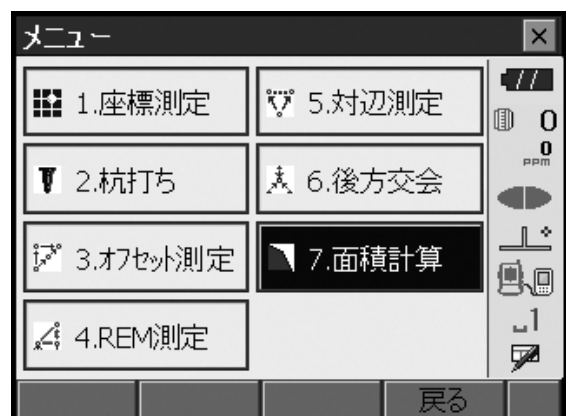 メニュー
1.座標測定
2.杭打ち
3.オフセット測定
4.REM測定
5.対辺測定
6.後方交会
7.面積計算
0
0
PPM
1
戻る